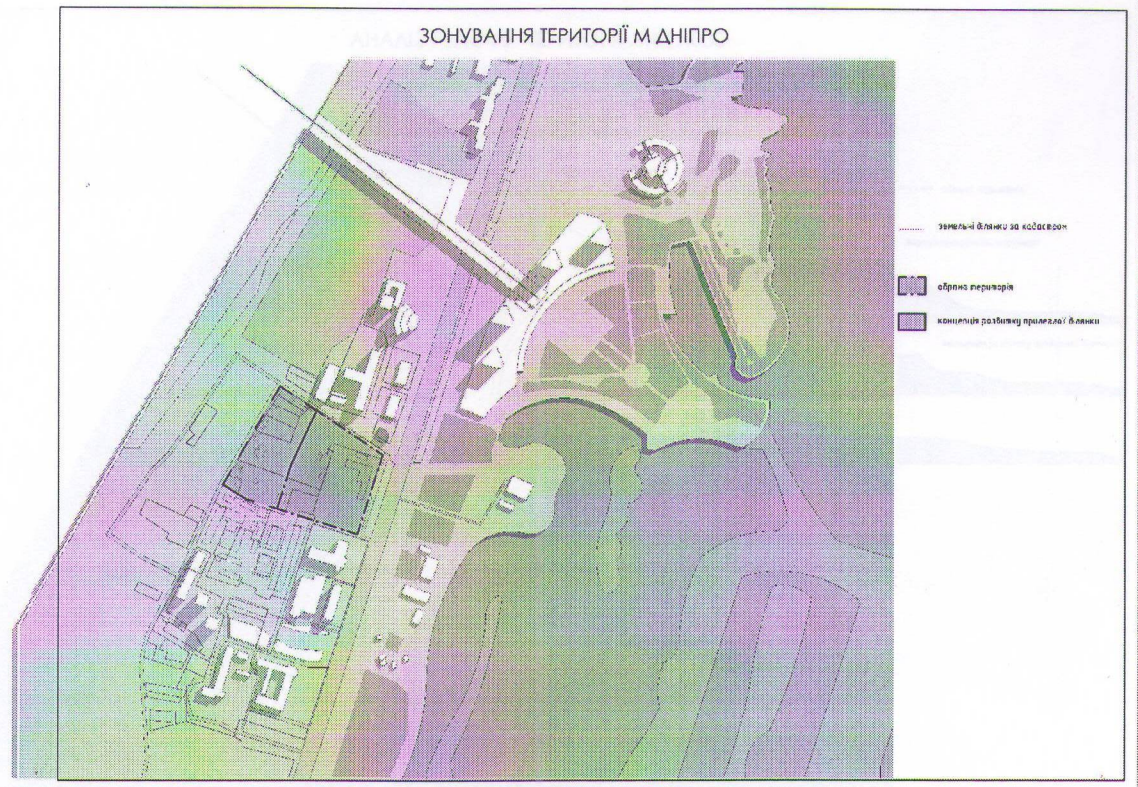 ЗОНУВАННЯ ТЕРИТОРІЇ М ДНІПРО
земельні ділянки за кадастром
обрана територія
концепція розвитку прилеглої ділянки